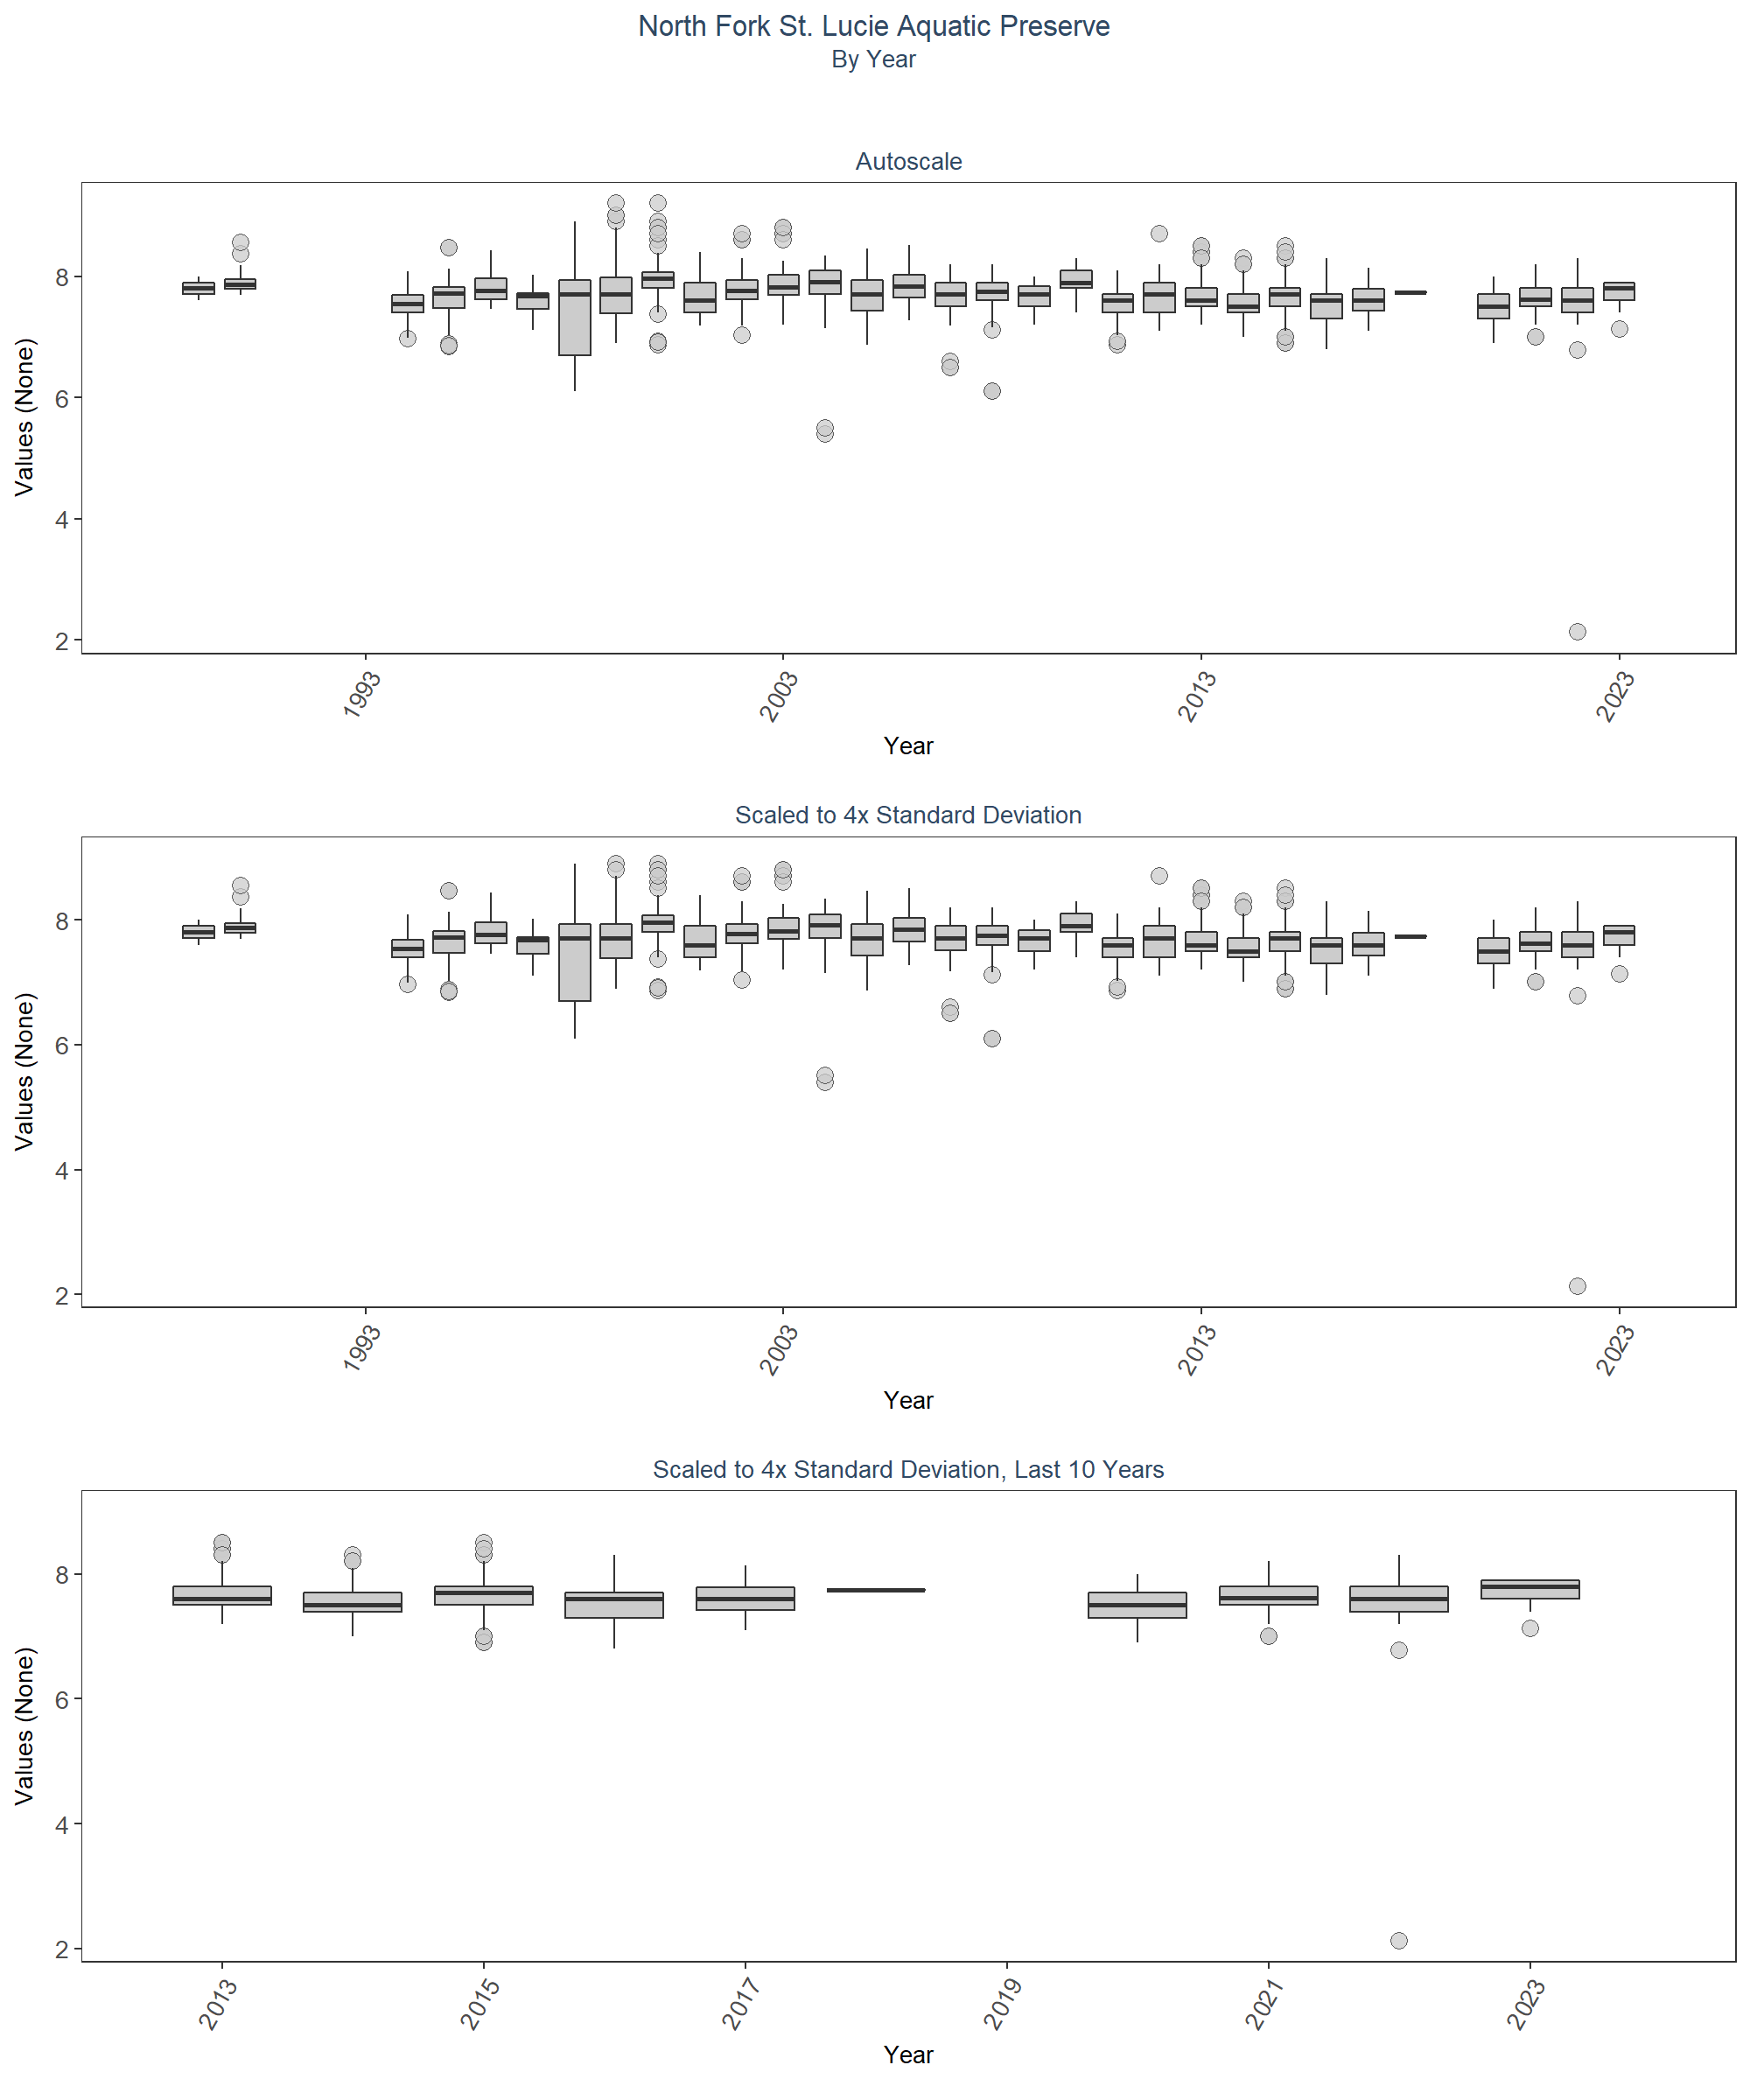 North Fork St. Lucie Aquatic Preserve
By Year
Autoscale
Values (None)
8
6
4
2
1993
2003
2013
2023
Year
Scaled to 4x Standard Deviation
Values (None)
8
6
4
2
1993
2003
2013
2023
Year
Scaled to 4x Standard Deviation, Last 10 Years
Values (None)
8
6
4
2
2013
2015
2017
2019
2021
2023
Year